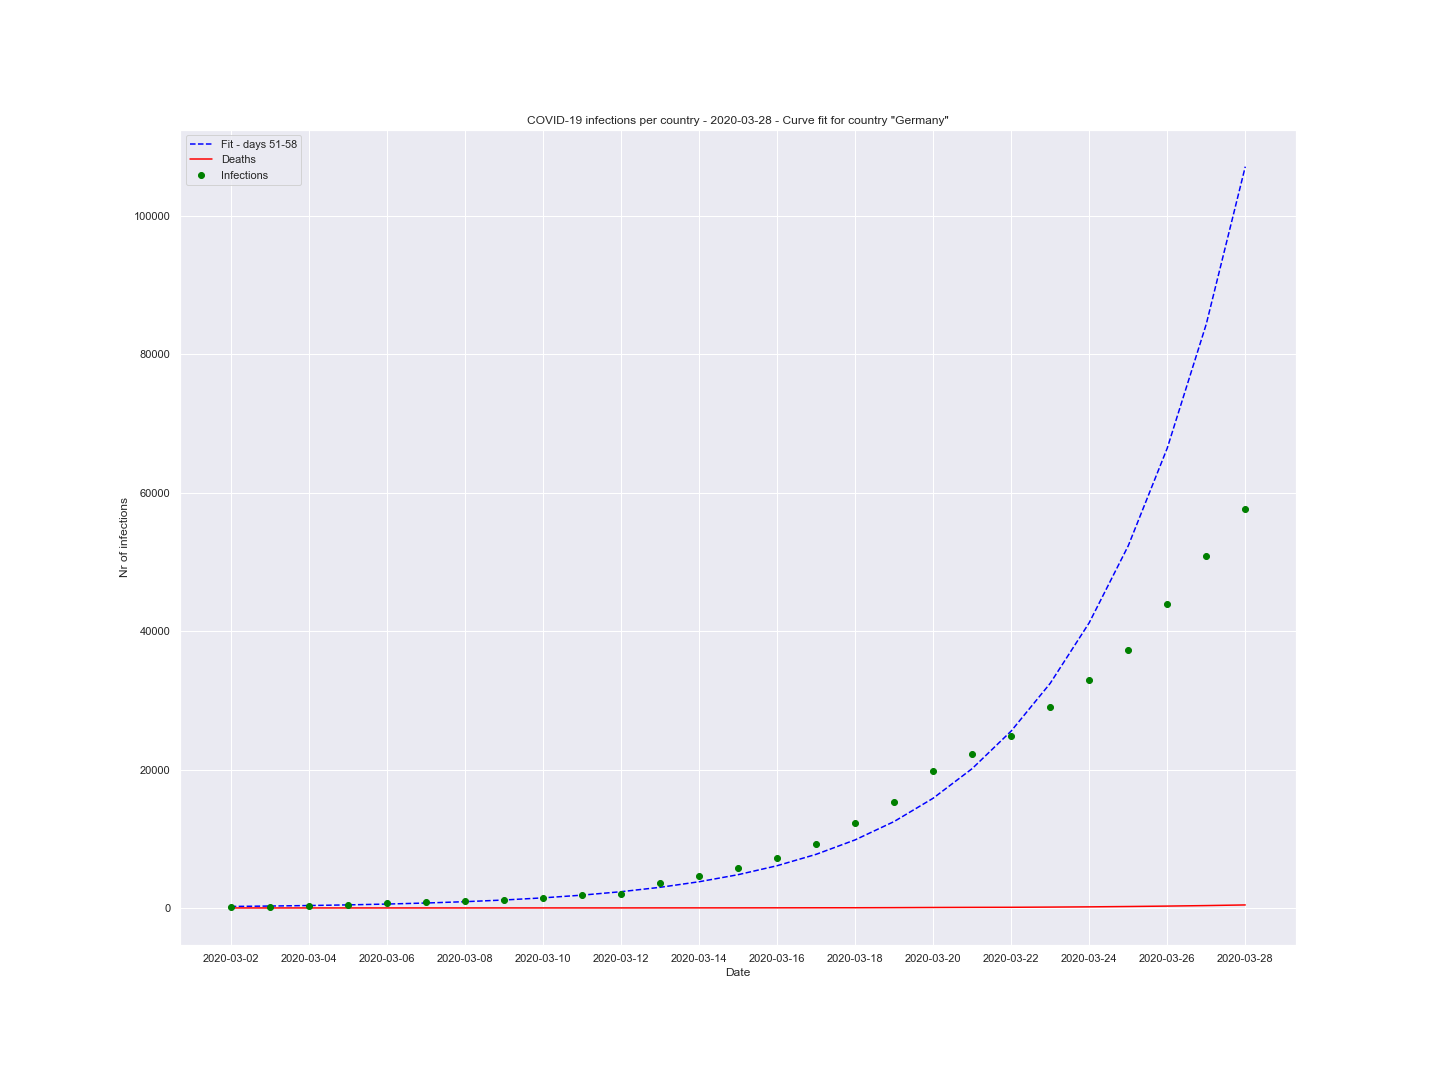 COVID-19 infections per country - 2020-03-28 - Curve fit for country "Germany"
Fit - days 51-58
Deaths
Infections
100000
80000
60000
40000
20000
0
Nr of infections
2020-03-02 2020-03-04 2020-03-06 2020-03-08 2020-03-10 2020-03-12 2020-03-14 2020-03-16 2020-03-18 2020-03-20 2020-03-22 2020-03-24 2020-03-26 2020-03-28
Date